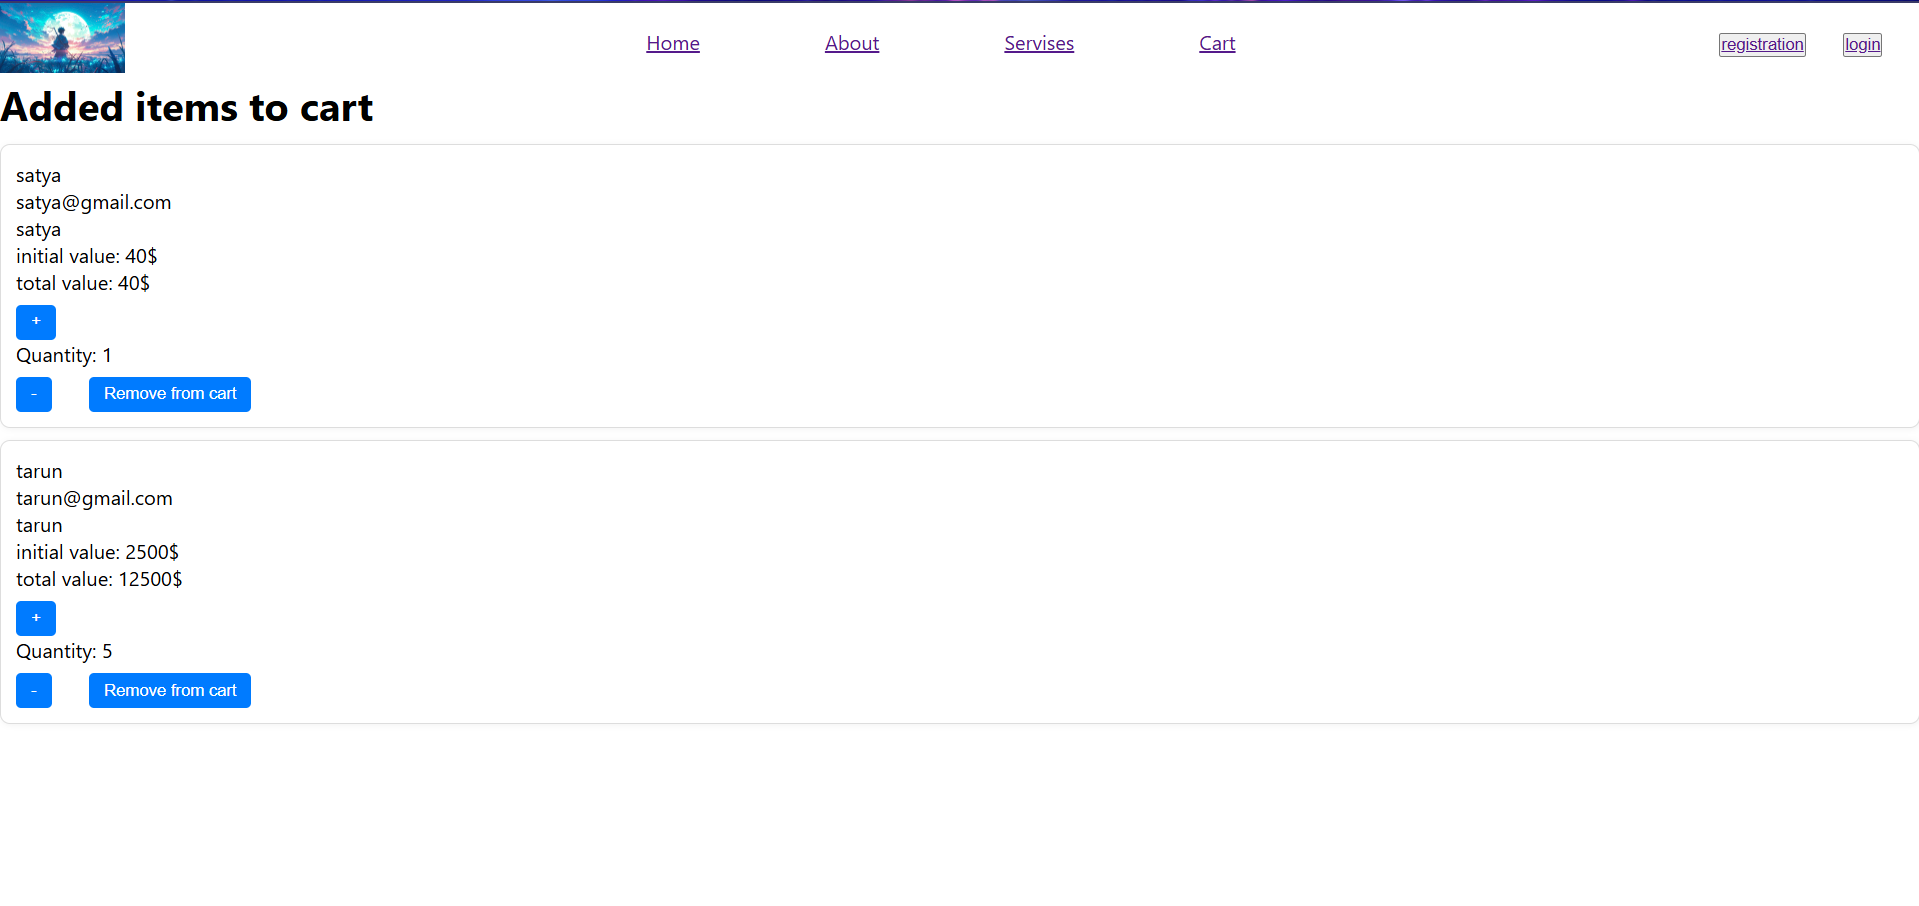 Home About Servises Cart registration login
Added items to cart
satya
satya@gmail.com
satya
initial value: 40$
total value: 40$
+
Quantity: 1
- Remove from cart
tarun
tarun@gmail.com
tarun
initial value: 2500$
total value: 12500$
+
Quantity: 5
- Remove from cart